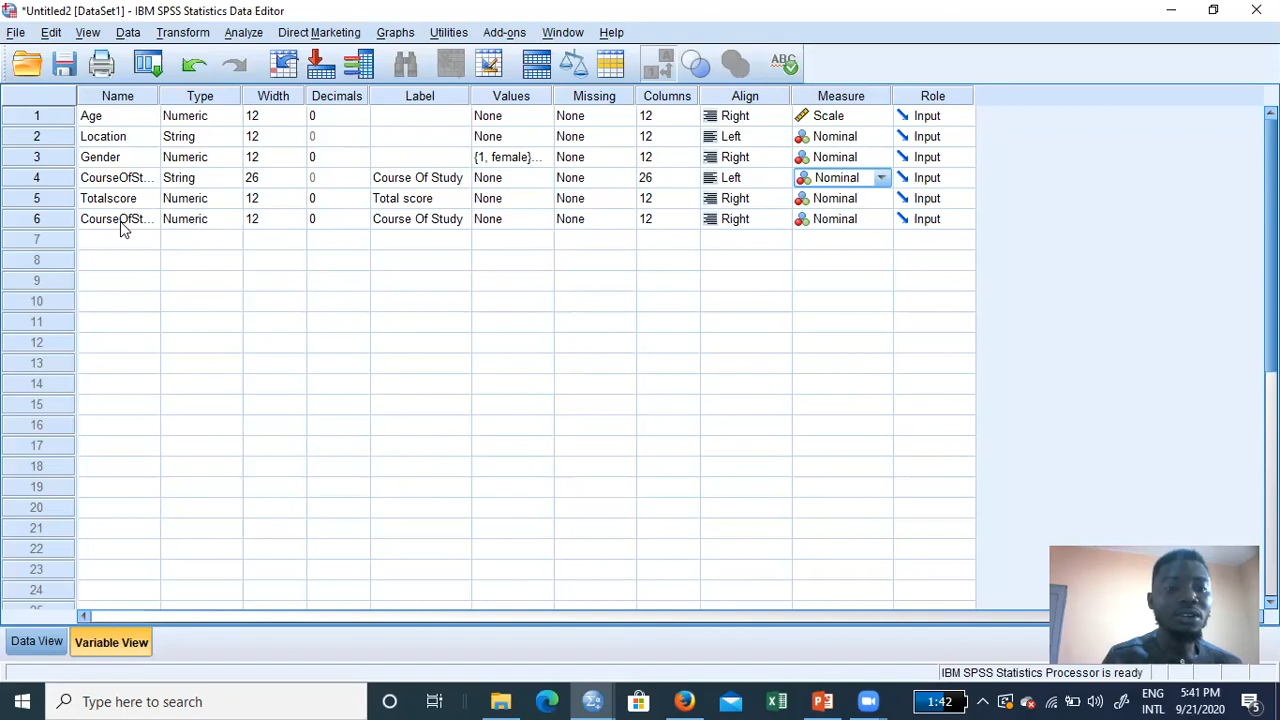 *Untitled2 [DataSet1] - IBM SPSS Statistics Data Editor
File Edit View Data Transform Analyze Direct Marketing Graphs Utilities Add-ons Window Help
Name Type Width Decimals Label Values Missing Columns Align Measure Role
1 Age Numeric 12 0 None None 12 Right Scale Input
2 Location String 12 0 None None 12 Left Nominal Input
3 Gender Numeric 12 0 {1, female}... None 12 Right Nominal Input
4 CourseOfSt... String 26 0 Course Of Study None None 26 Left Nominal Input
5 Totalscore Numeric 12 0 Total score None None 12 Right Nominal Input
6 CourseOfSt... Numeric 12 0 Course Of Study None None 12 Right Nominal Input
7
8
9
10
11
12
13
14
15
16
17
18
19
20
21
22
23
24
Data View Variable View
IBM SPSS Statistics Processor is ready
Type here to search
1:42
ENG
INTL
5:41 PM
9/21/2020
5